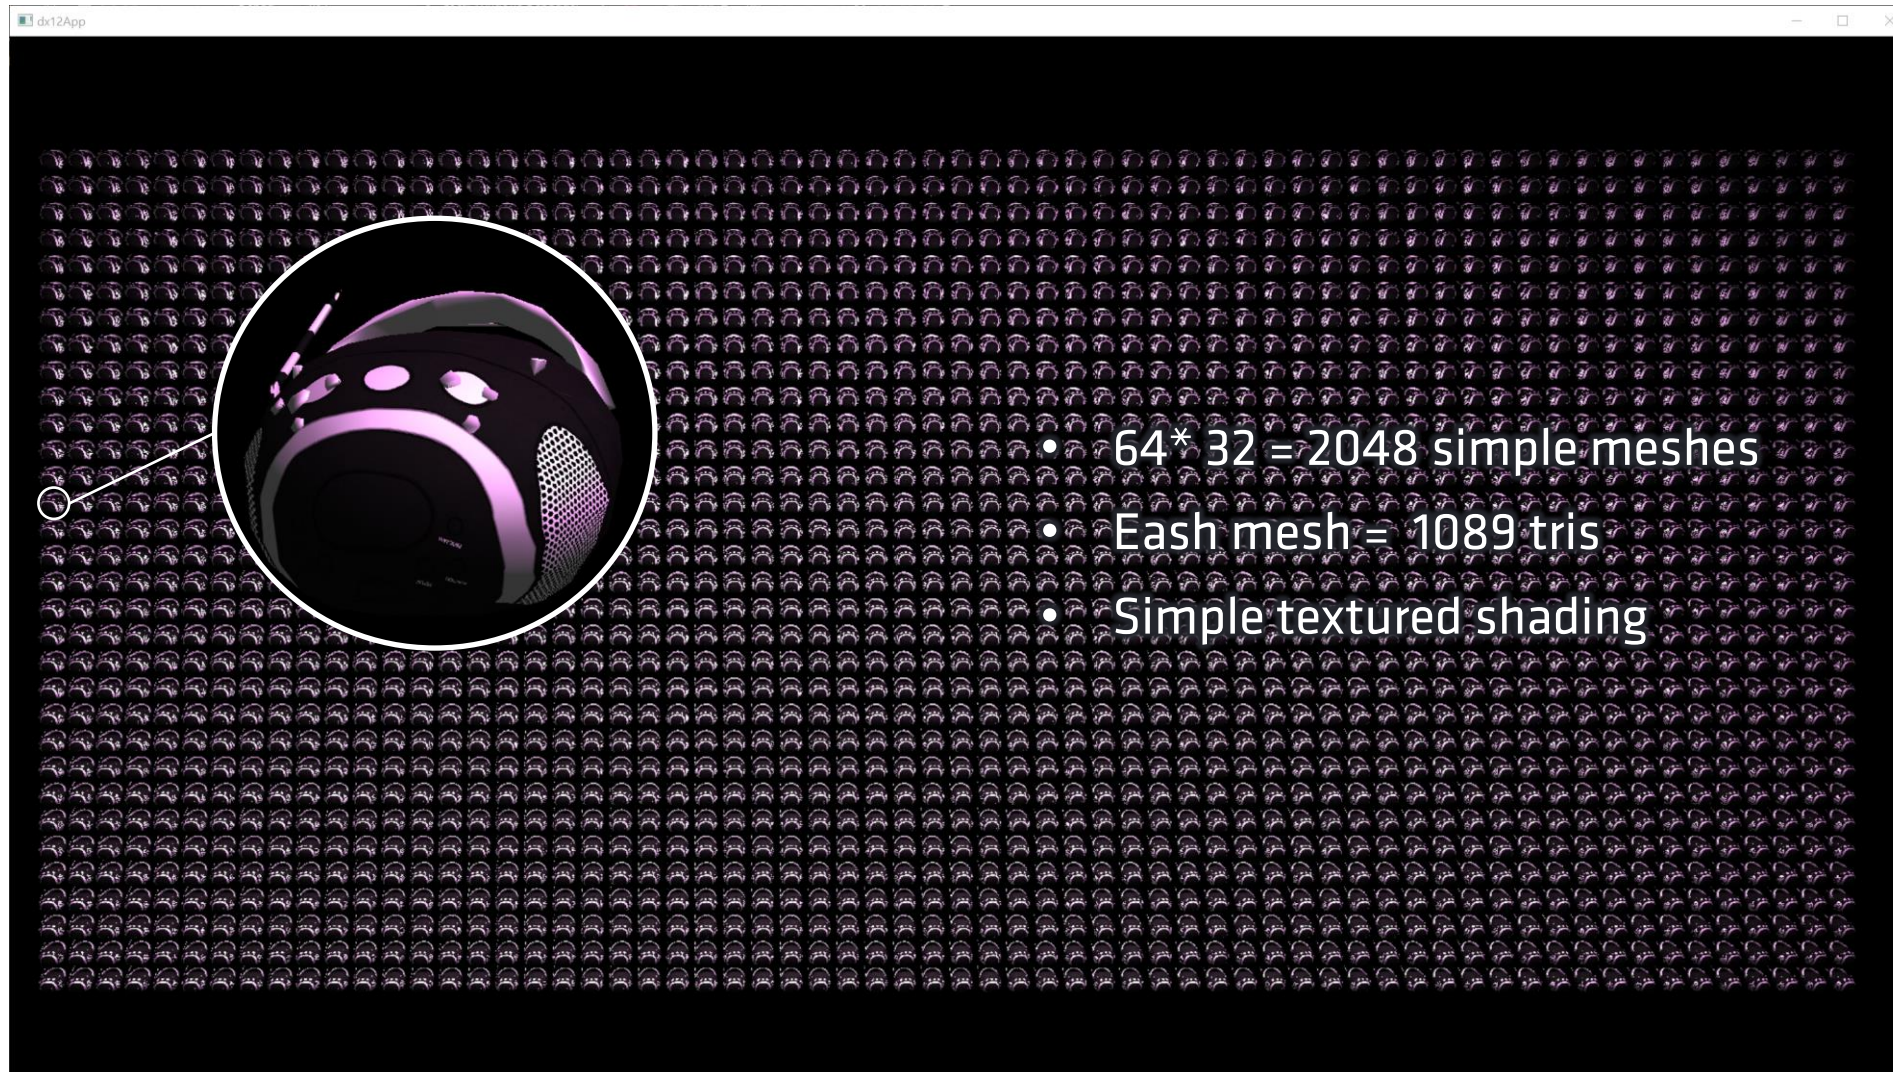 dx12App
• 64* 32 = 2048 simple meshes
• Eash mesh = 1089 tris
• Simple textured shading